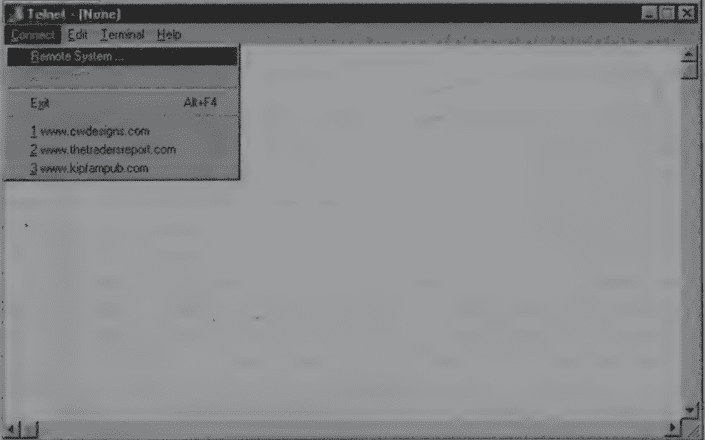 Telnet - (None)
Connect Edit Terminal Help
Remote System ...
Exit Alt+F4
1 www.cwdesigns.com
2 www.thetradersreport.com
3 www.kipfampub.com